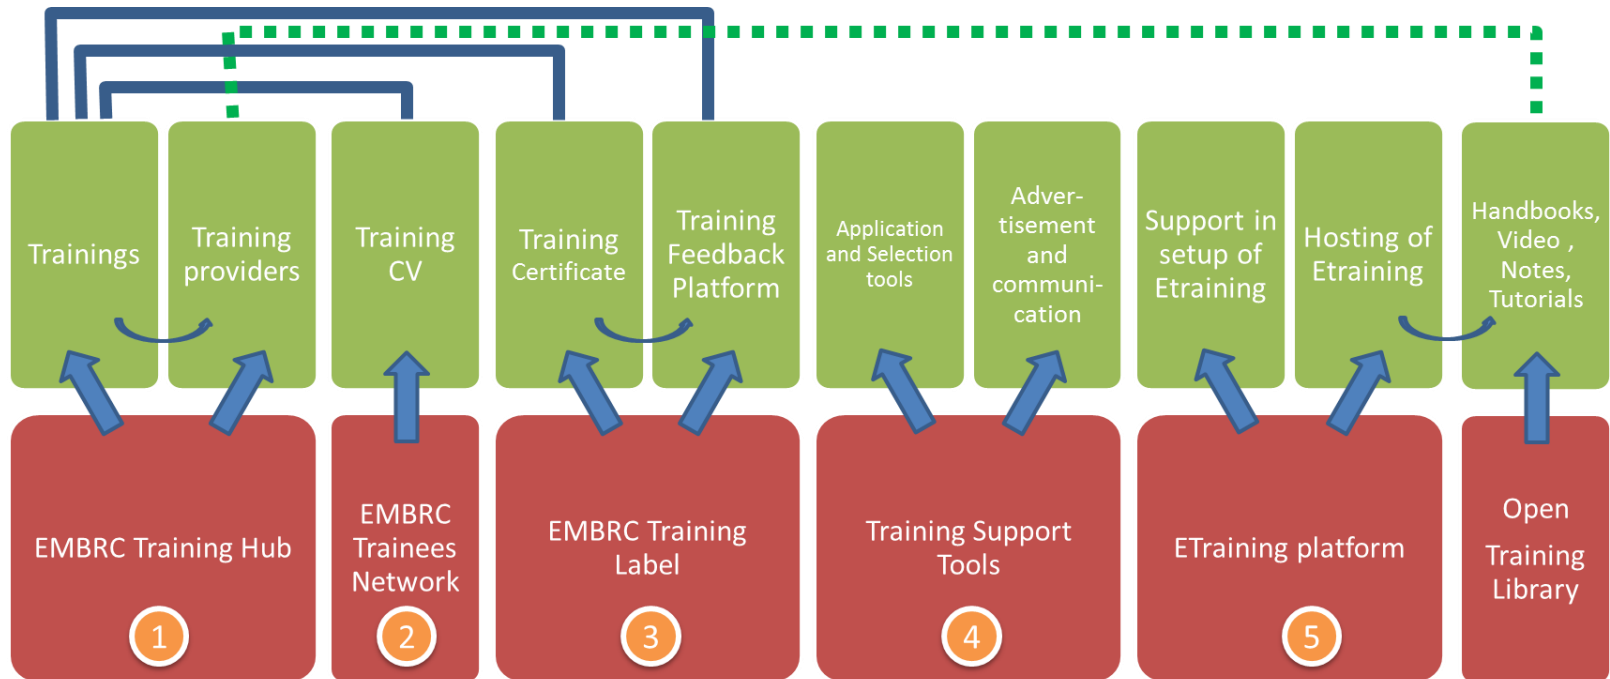 Trainings
Training
providers
Training
CV
Training
Certificate
Training
Feedback
Platform
Application
and Selection
tools
Adver-
tisement
and
communi-
cation
Support in
setup of
Etraining
Hosting of
Etraining
Handbooks,
Video ,
Notes,
Tutorials
EMBRC Training Hub
1
EMBRC
Trainees
Network
2
EMBRC Training
Label
3
Training Support
Tools
4
ETraining platform
5
Open
Training
Library